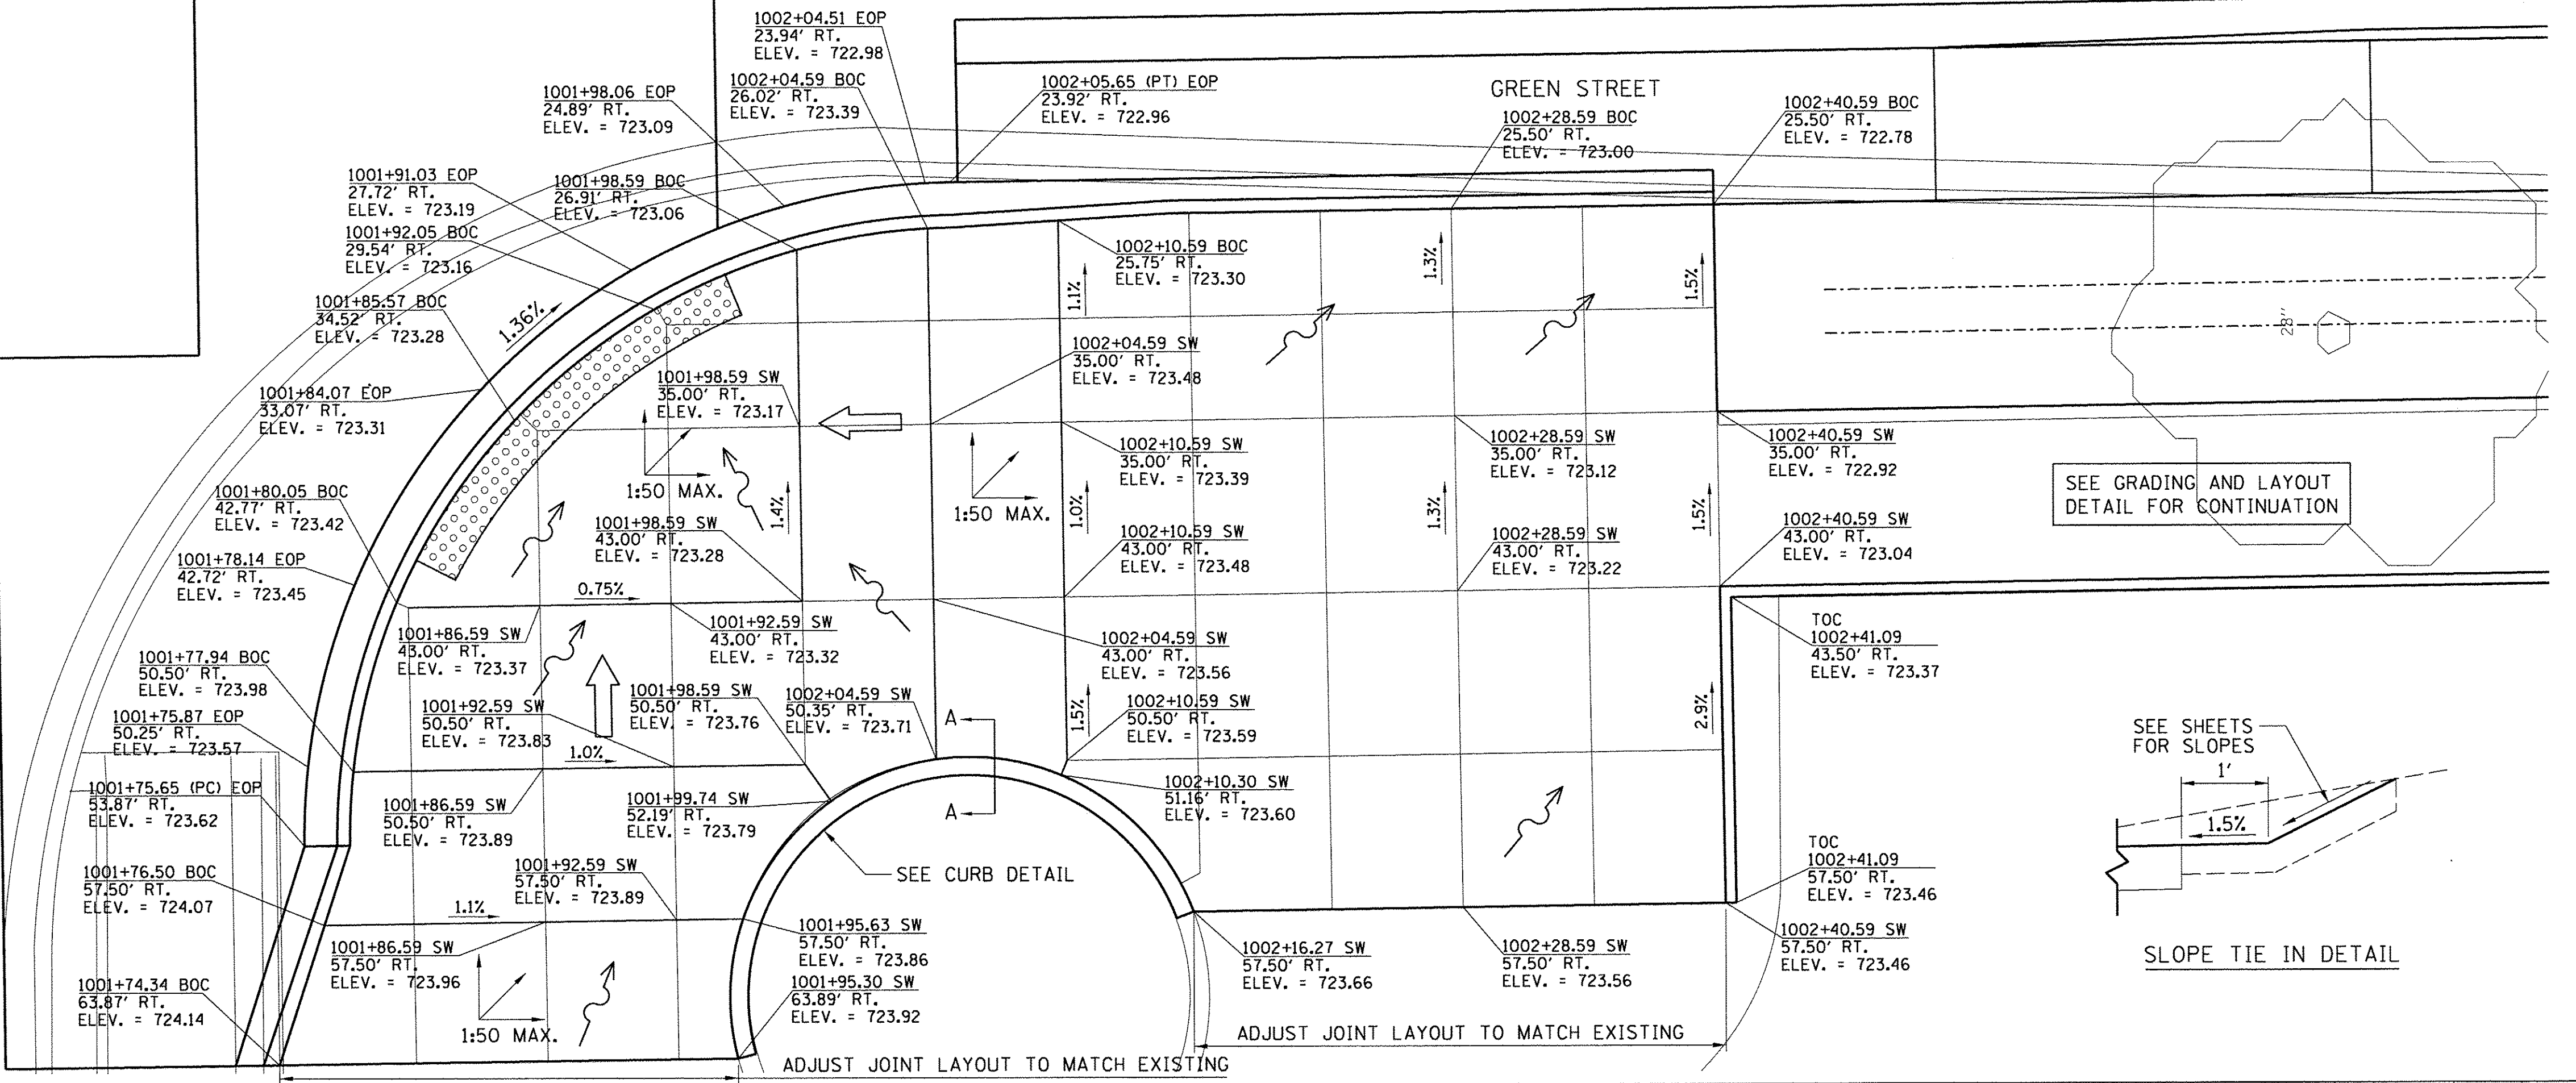 1002+04.51 EOP
23.94' RT.
ELEV. = 722.98
1002+04.59 BOC
26.02' RT.
ELEV. = 723.39
1002+05.65 (PT) EOP
23.92' RT.
ELEV. = 722.96
GREEN STREET
1002+28.59 BOC
25.50' RT.
ELEV. = 723.00
1002+40.59 BOC
25.50' RT.
ELEV. = 722.78
1001+98.06 EOP
24.89' RT.
ELEV. = 723.09
1001+91.03 EOP
27.72' RT.
ELEV. = 723.19
1001+98.59 BOC
26.91' RT.
ELEV. = 723.06
1001+92.05 BOC
29.54' RT.
ELEV. = 723.16
1001+85.57 BOC
34.52' RT.
ELEV. = 723.28
1.36%
1002+10.59 BOC
25.75' RT.
ELEV. = 723.30
1.1%
1.3%
1.5%
28"
1001+84.07 EOP
33.07' RT.
ELEV. = 723.31
1001+98.59 SW
35.00' RT.
ELEV. = 723.17
1002+04.59 SW
35.00' RT.
ELEV. = 723.48
1002+10.59 SW
35.00' RT.
ELEV. = 723.39
1002+28.59 SW
35.00' RT.
ELEV. = 723.12
1002+40.59 SW
35.00' RT.
ELEV. = 722.92
SEE GRADING AND LAYOUT
DETAIL FOR CONTINUATION
1:50 MAX.
1:50 MAX.
1.4%
1.0%
1.3%
1.5%
1001+80.05 BOC
42.77' RT.
ELEV. = 723.42
1001+98.59 SW
43.00' RT.
ELEV. = 723.28
1002+10.59 SW
43.00' RT.
ELEV. = 723.48
1002+28.59 SW
43.00' RT.
ELEV. = 723.22
1002+40.59 SW
43.00' RT.
ELEV. = 723.04
1001+78.14 EOP
42.72' RT.
ELEV. = 723.45
0.75%
1001+86.59 SW
43.00' RT.
ELEV. = 723.37
1001+92.59 SW
43.00' RT.
ELEV. = 723.32
1002+04.59 SW
43.00' RT.
ELEV. = 723.56
TOC
1002+41.09
43.50' RT.
ELEV. = 723.37
1001+77.94 BOC
50.50' RT.
ELEV. = 723.98
1001+92.59 SW
50.50' RT.
ELEV. = 723.83
1.0%
1001+98.59 SW
50.50' RT.
ELEV. = 723.76
1002+04.59 SW
50.35' RT.
ELEV. = 723.71
A
A
1.5%
1002+10.59 SW
50.50' RT.
ELEV. = 723.59
2.9%
1001+75.87 EOP
50.25' RT.
ELEV. = 723.57
SEE SHEETS
FOR SLOPES
1'
1.5%
1001+75.65 (PC) EOP
53.87' RT.
ELEV. = 723.62
1001+86.59 SW
50.50' RT.
ELEV. = 723.89
1001+99.74 SW
52.19' RT.
ELEV. = 723.79
1002+10.30 SW
51.16' RT.
ELEV. = 723.60
SEE CURB DETAIL
1001+76.50 BOC
57.50' RT.
ELEV. = 724.07
1001+92.59 SW
57.50' RT.
ELEV. = 723.89
1.1%
TOC
1002+41.09
57.50' RT.
ELEV. = 723.46
1001+86.59 SW
57.50' RT.
ELEV. = 723.96
1001+95.63 SW
57.50' RT.
ELEV. = 723.86
1002+16.27 SW
57.50' RT.
ELEV. = 723.66
1002+28.59 SW
57.50' RT.
ELEV. = 723.56
1002+40.59 SW
57.50' RT.
ELEV. = 723.46
SLOPE TIE IN DETAIL
1001+74.34 BOC
63.87' RT.
ELEV. = 724.14
1:50 MAX.
1001+95.30 SW
63.89' RT.
ELEV. = 723.92
ADJUST JOINT LAYOUT TO MATCH EXISTING
ADJUST JOINT LAYOUT TO MATCH EXISTING